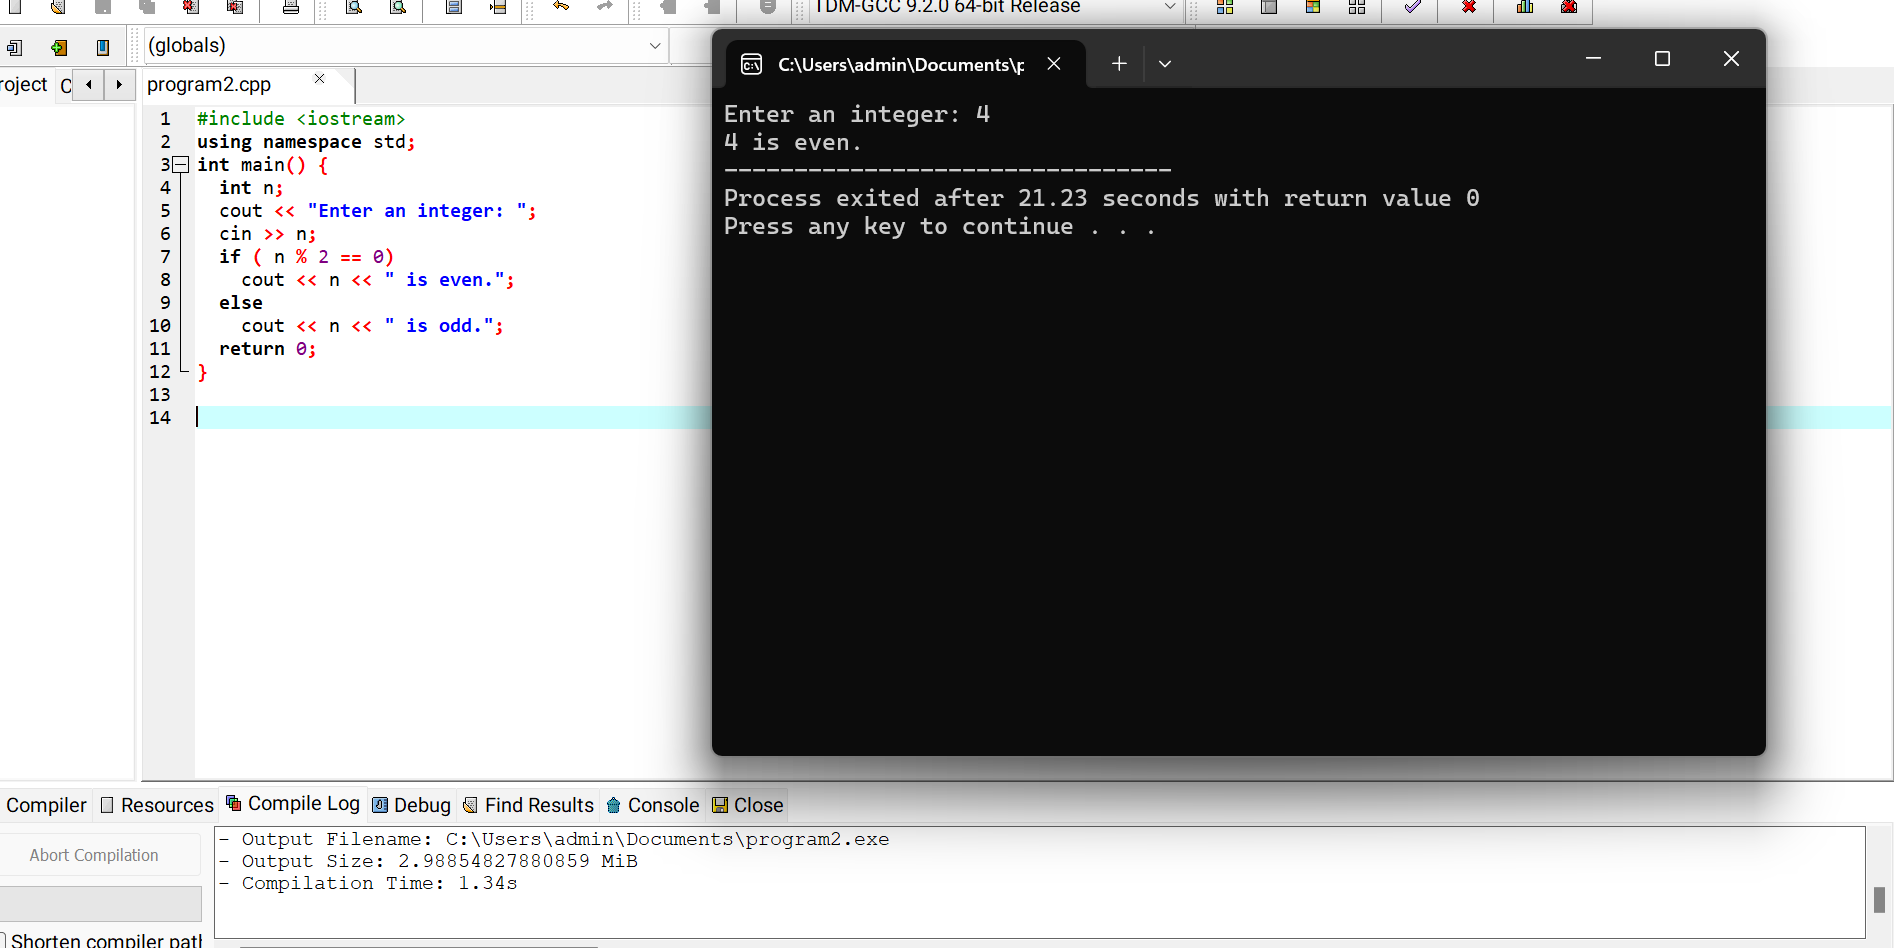 TDM-GCC 9.2.0 64-bit Release
(globals)
program2.cpp
1 #include <iostream>
2 using namespace std;
3 int main() {
4   int n;
5   cout << "Enter an integer: ";
6   cin >> n;
7   if ( n % 2 == 0)
8     cout << n << " is even.";
9   else
10     cout << n << " is odd.";
11   return 0;
12 }
13
14
C:\Users\admin\Documents\p
Enter an integer: 4
4 is even.
--------------------------------
Process exited after 21.23 seconds with return value 0
Press any key to continue . . .
Compiler Resources Compile Log Debug Find Results Console Close
Abort Compilation
Shorten compiler
- Output Filename: C:\Users\admin\Documents\program2.exe
- Output Size: 2.98854827880859 MiB
- Compilation Time: 1.34s